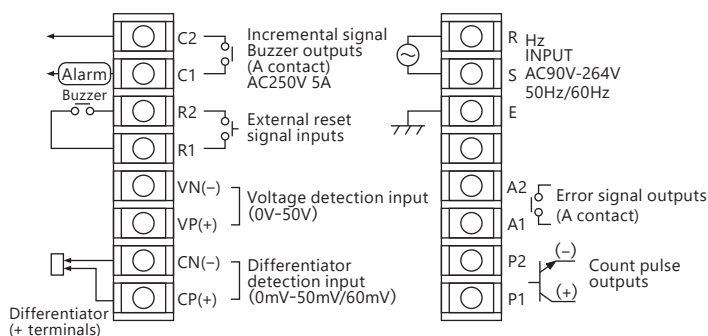 C2
Incremental signal
Buzzer outputs
(A contact)
AC250V 5A
Alarm
C1
Buzzer
R2
External reset
signal inputs
R1
VN(−)
Voltage detection input
(0V-50V)
VP(+)
CN(−)
Differentiator
detection input
(0mV-50mV/60mV)
CP(+)
Differentiator
(+ terminals)
R
Hz
INPUT
S
AC90V-264V
50Hz/60Hz
E
A2
Error signal outputs
(A contact)
A1
P2
(−)
Count pulse
outputs
P1
(+)